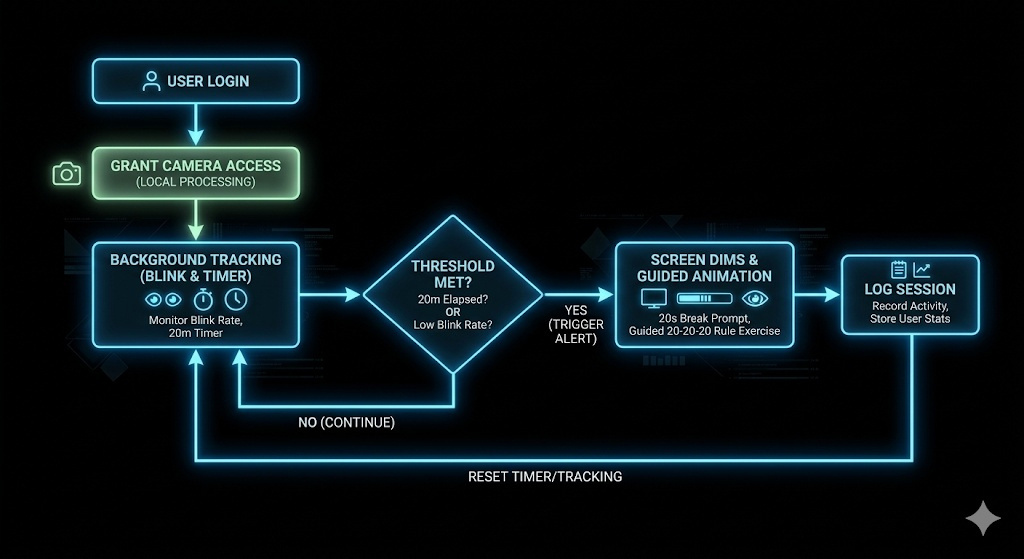 USER LOGIN
GRANT CAMERA ACCESS
(LOCAL PROCESSING)
BACKGROUND TRACKING
(BLINK & TIMER)
Monitor Blink Rate,
20m Timer
THRESHOLD
MET?
20m Elapsed?
OR
Low Blink Rate?
YES
(TRIGGER
ALERT)
SCREEN DIMS &
GUIDED ANIMATION
20s Break Prompt,
Guided 20-20-20 Rule Exercise
LOG SESSION
Record Activity,
Store User Stats
NO (CONTINUE)
RESET TIMER/TRACKING